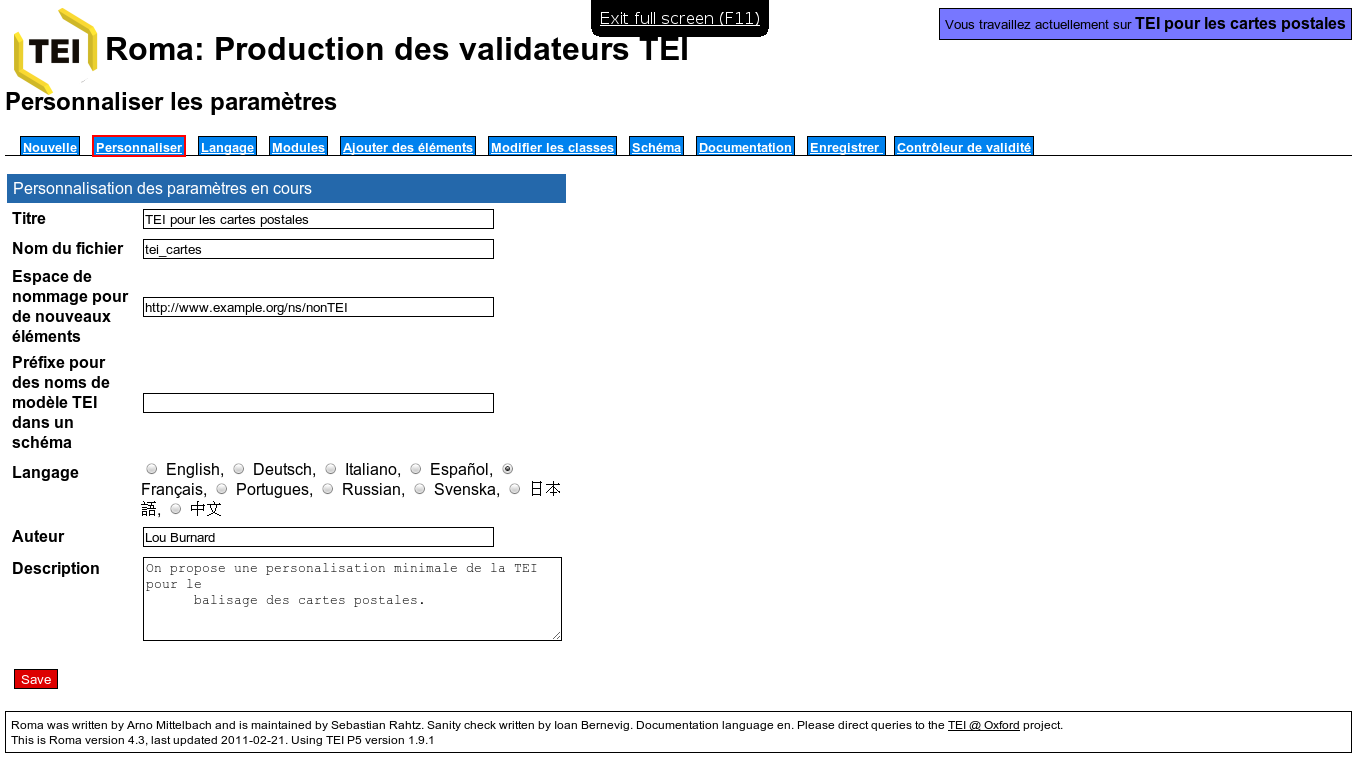 Exit full screen (F11)
Vous travaillez actuellement sur TEI pour les cartes postales
TEI
Roma: Production des validateurs TEI
Personnaliser les paramètres
Nouvelle Personnaliser Langage Modules Ajouter des éléments Modifier les classes Schéma Documentation Enregistrer Contrôleur de validité
Personnalisation des paramètres en cours
Titre TEI pour les cartes postales
Nom du fichier tei_cartes
Espace de
nommage pour
de nouveaux
éléments
http://www.example.org/ns/nonTEI
Préfixe pour
des noms de
modèle TEI
dans un
schéma
Langage English, Deutsch, Italiano, Español,
Français, Portugues, Russian, Svenska, 日本
語, 中文
Auteur Lou Burnard
Description On propose une personalisation minimale de la TEI
pour le
balisage des cartes postales.
Save
Roma was written by Arno Mittelbach and is maintained by Sebastian Rahtz. Sanity check written by Ioan Bernevig. Documentation language en. Please direct queries to the TEI @ Oxford project.
This is Roma version 4.3, last updated 2011-02-21. Using TEI P5 version 1.9.1